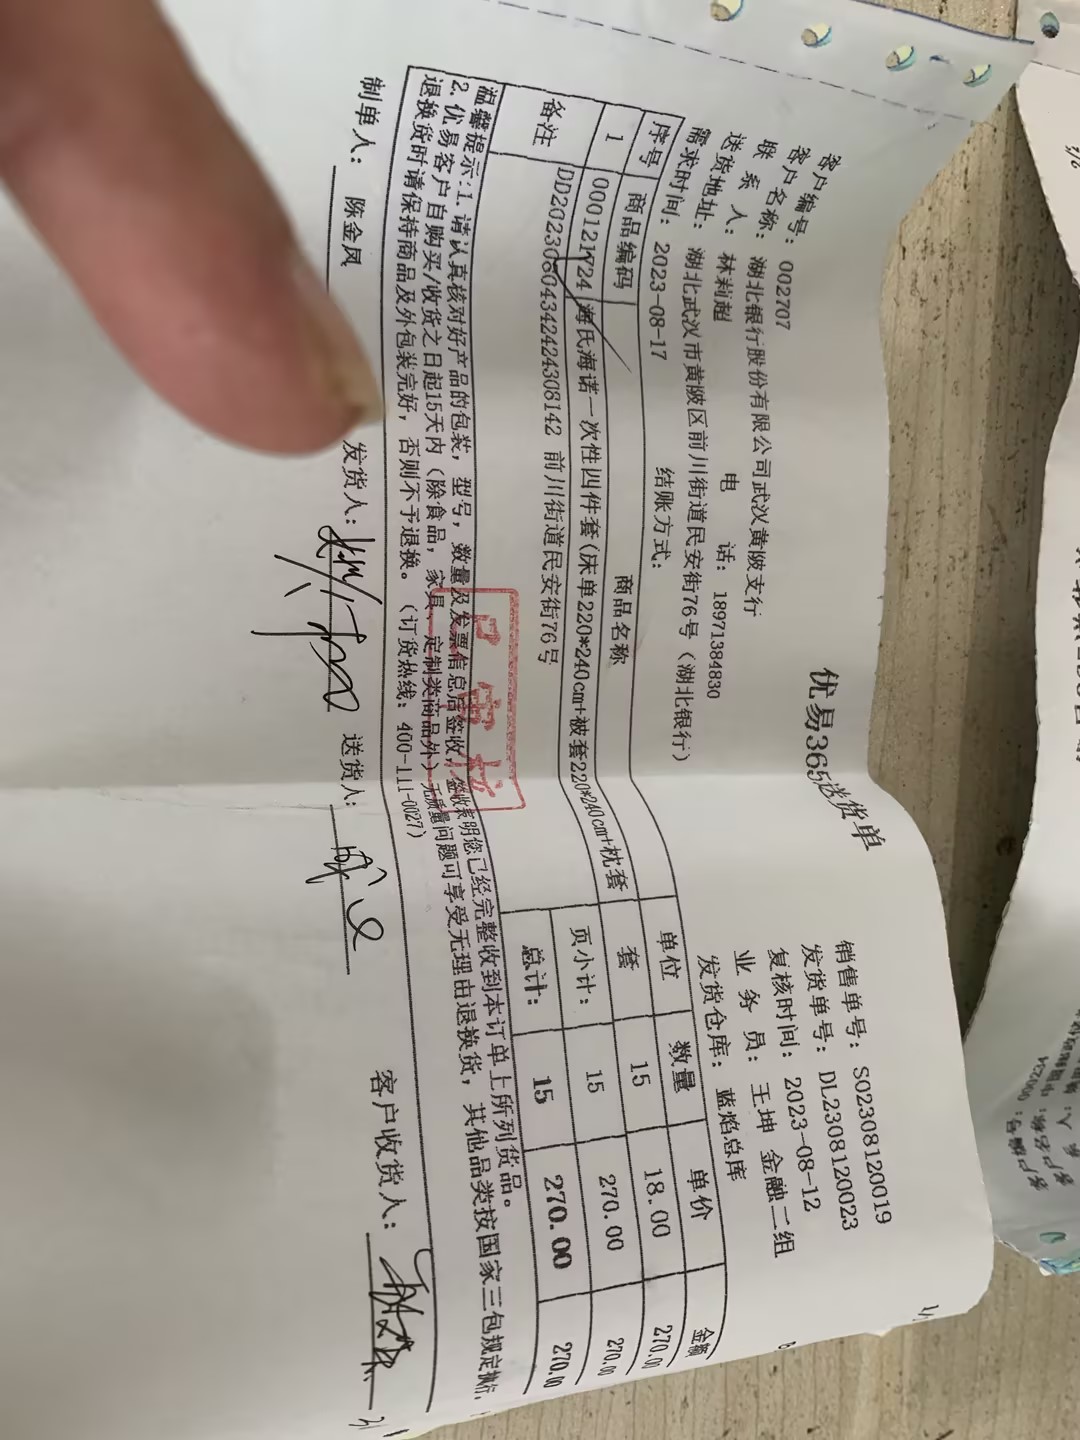 优易365送货单
客户编号：002707 销售单号：SO2308120019
客户名称：湖北银行股份有限公司武汉黄陂支行 发货单号：DL2308120023
联系人：林莉超 电话：18971384830 复核时间：2023-08-12
送货地址：湖北武汉市黄陂区前川街道民安街76号（湖北银行） 业务员：王坤 金融二组
需求时间：2023-08-17 结账方式： 发货仓库：蓝焰总库
序号 商品编码 商品名称 单位 数量 单价 金额
1 00012W24 海氏海诺一次性四件套(床单220*240cm+被套220*240cm+枕套 套 15 18.00 270.0
页小计： 15 270.00 270.00
备注 DD20230804342424308142 前川街道民安街76号 总计： 15 270.00 270.00
已审核
温馨提示：1. 请认真核对好产品的包装，型号，数量及发票信息后签收，签收表明您已经完整收到本订单上所列货品。
2. 优易客户自购买/收货之日起15天内（除食品，家具，定制类商品外）无质量问题可享受无理由退换货，其他品类按国家三包规定执行，
退换货时请保持商品及外包装完好，否则不予退换。（订货热线：400-111-0027）
制单人：陈金凤 发货人： 送货人： 客户收货人：